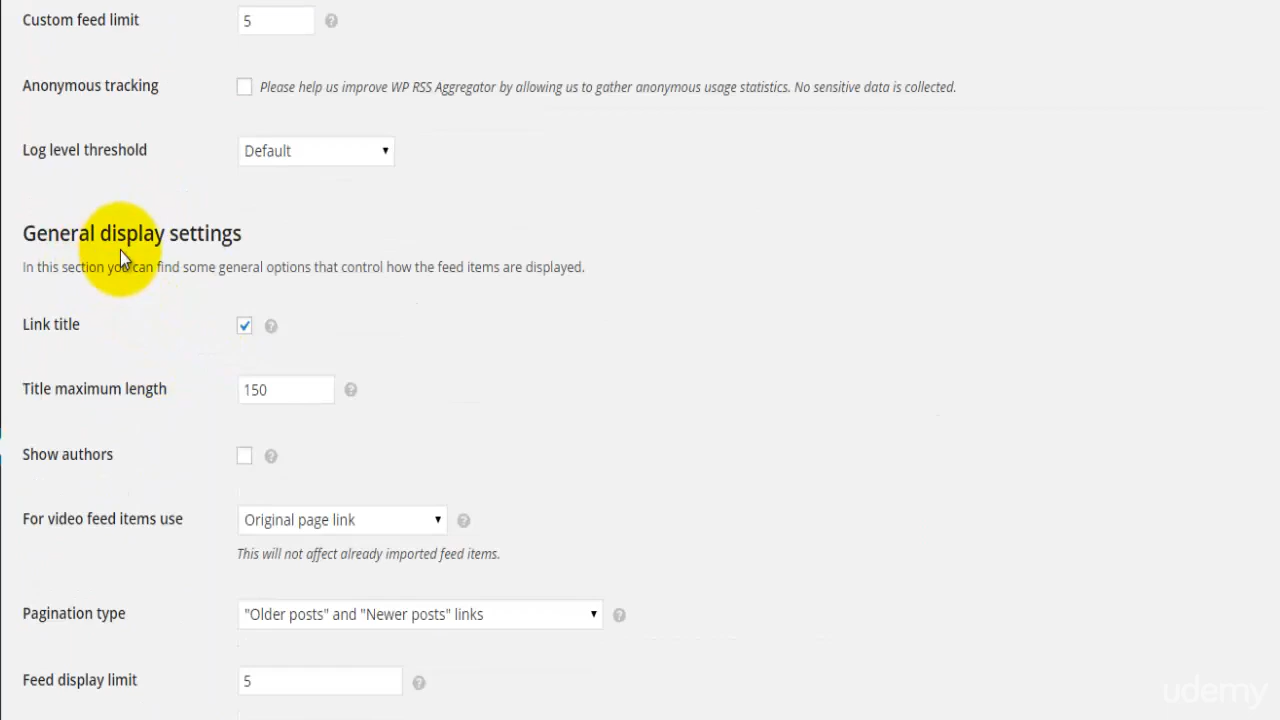 Custom feed limit 5
Anonymous tracking Please help us improve WP RSS Aggregator by allowing us to gather anonymous usage statistics. No sensitive data is collected.
Log level threshold Default
General display settings
In this section you can find some general options that control how the feed items are displayed.
Link title
Title maximum length 150
Show authors
For video feed items use Original page link
This will not affect already imported feed items.
Pagination type "Older posts" and "Newer posts" links
Feed display limit 5
udemy